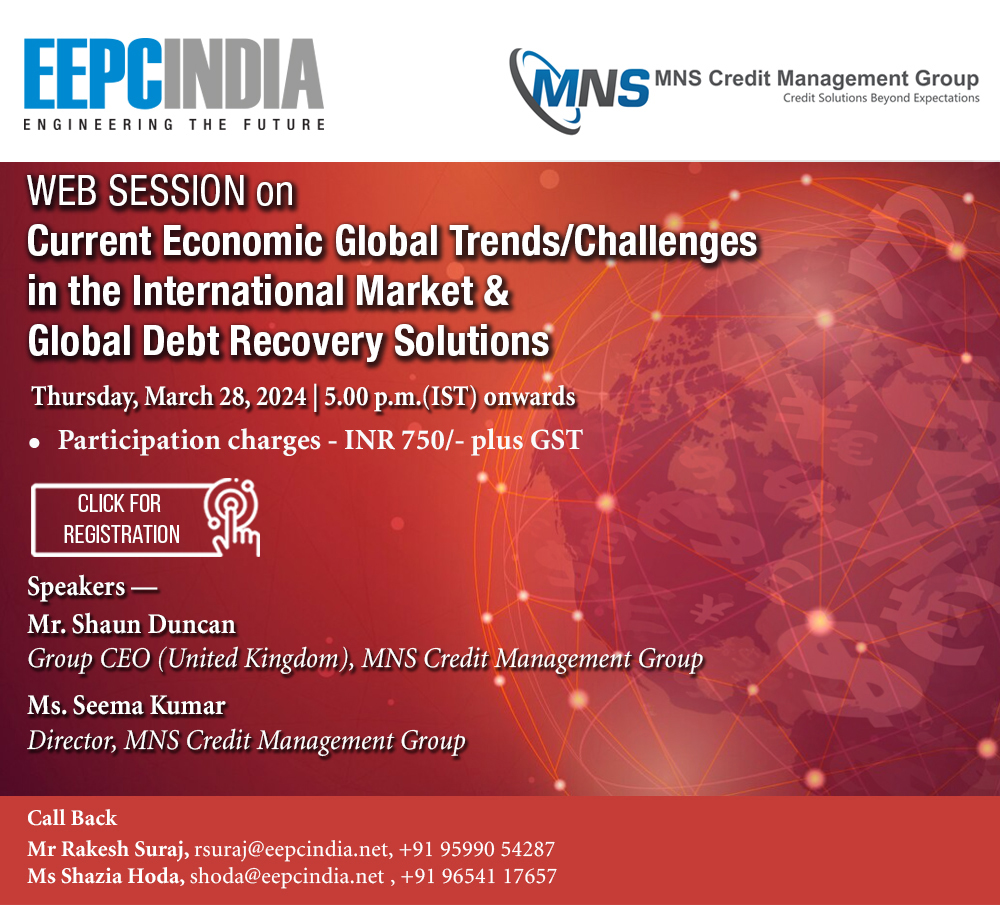 EEPCINDIA
ENGINEERING THE FUTURE
MNS MNS Credit Management Group
Credit Solutions Beyond Expectations
WEB SESSION on
Current Economic Global Trends/Challenges
in the International Market &
Global Debt Recovery Solutions
Thursday, March 28, 2024 | 5.00 p.m.(IST) onwards
• Participation charges - INR 750/- plus GST
CLICK FOR
REGISTRATION
Speakers —
Mr. Shaun Duncan
Group CEO (United Kingdom), MNS Credit Management Group
Ms. Seema Kumar
Director, MNS Credit Management Group
Call Back
Mr Rakesh Suraj, rsuraj@eepcindia.net, +91 95990 54287
Ms Shazia Hoda, shoda@eepcindia.net , +91 96541 17657